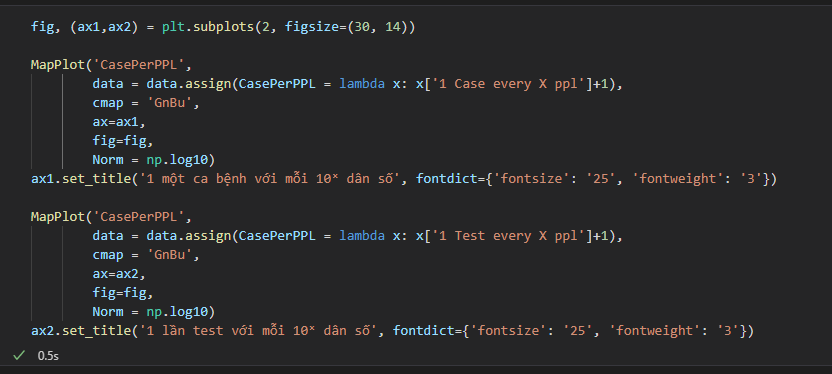 fig, (ax1,ax2) = plt.subplots(2, figsize=(30, 14))
MapPlot('CasePerPPL',
data = data.assign(CasePerPPL = lambda x: x['1 Case every X ppl']+1),
cmap = 'GnBu',
ax=ax1,
fig=fig,
Norm = np.log10)
ax1.set_title('1 một ca bệnh với mỗi 10ˣ dân số', fontdict={'fontsize': '25', 'fontweight': '3'})
MapPlot('CasePerPPL',
data = data.assign(CasePerPPL = lambda x: x['1 Test every X ppl']+1),
cmap = 'GnBu',
ax=ax2,
fig=fig,
Norm = np.log10)
ax2.set_title('1 lần test với mỗi 10ˣ dân số', fontdict={'fontsize': '25', 'fontweight': '3'})
0.5s